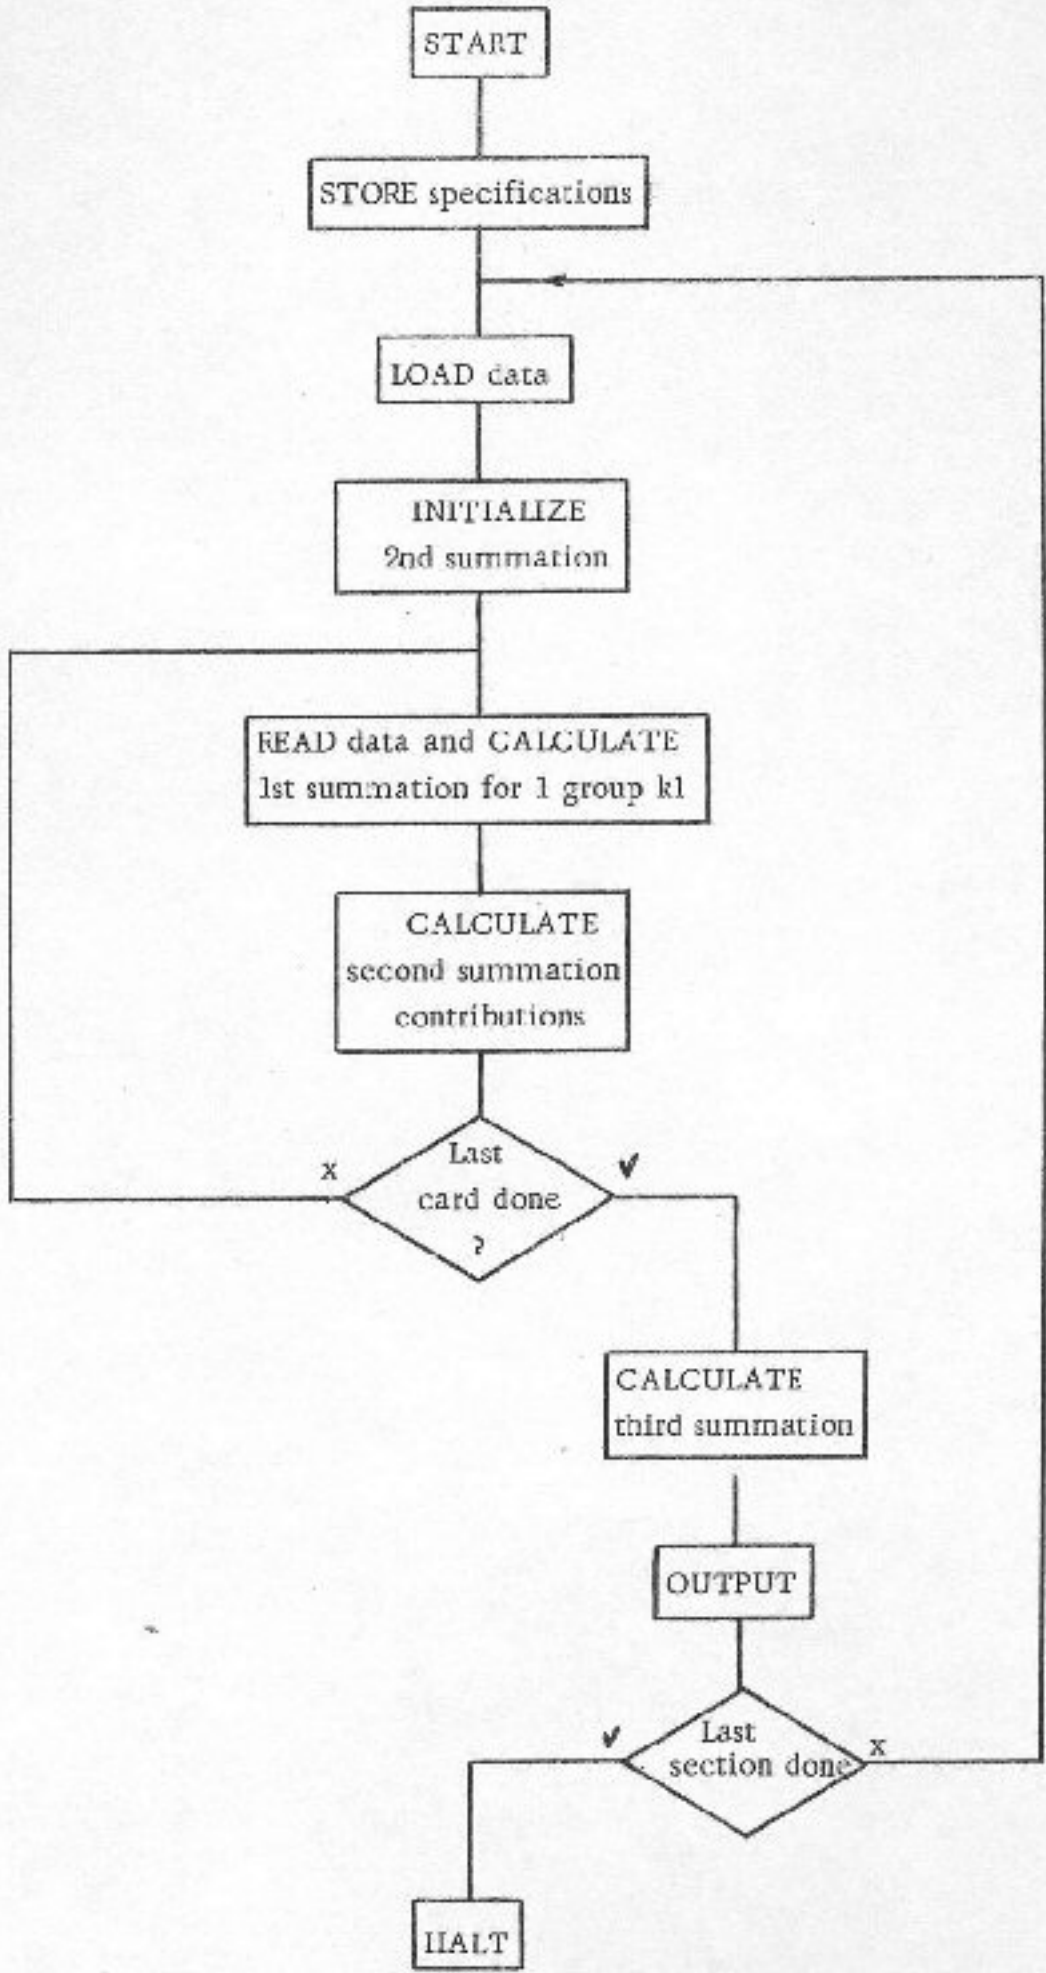 START
STORE specifications
LOAD data
INITIALIZE
2nd summation
READ data and CALCULATE
1st summation for 1 group kl
CALCULATE
second summation
contributions
Last
card done
?
x
✓
CALCULATE
third summation
OUTPUT
Last
section done
✓
x
HALT